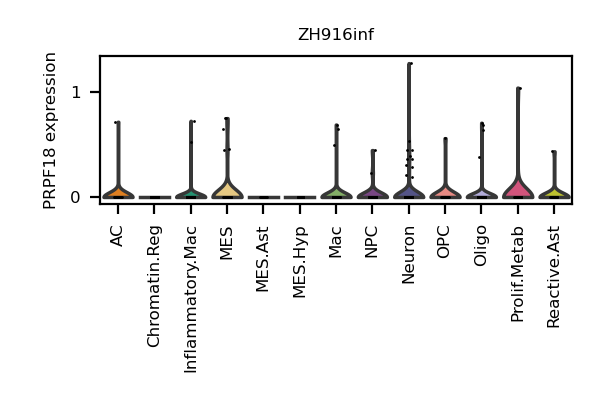 ZH916inf
PRPF18 expression
1
0
AC
Chromatin.Reg
Inflammatory.Mac
MES
MES.Ast
MES.Hyp
Mac
NPC
Neuron
OPC
Oligo
Prolif.Metab
Reactive.Ast